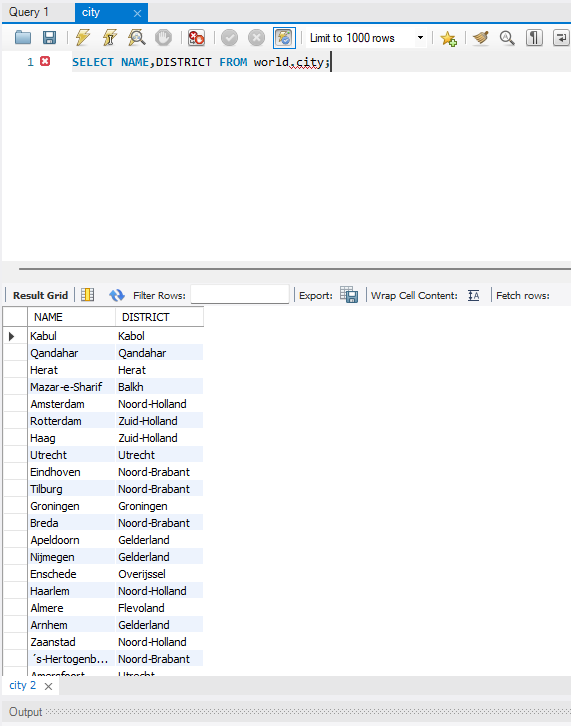 Query 1 city
Limit to 1000 rows
1 SELECT NAME,DISTRICT FROM world.city;
Result Grid Filter Rows: Export: Wrap Cell Content: Fetch rows:
NAME DISTRICT
Kabul Kabol
Qandahar Qandahar
Herat Herat
Mazar-e-Sharif Balkh
Amsterdam Noord-Holland
Rotterdam Zuid-Holland
Haag Zuid-Holland
Utrecht Utrecht
Eindhoven Noord-Brabant
Tilburg Noord-Brabant
Groningen Groningen
Breda Noord-Brabant
Apeldoorn Gelderland
Nijmegen Gelderland
Enschede Overijssel
Haarlem Noord-Holland
Almere Flevoland
Arnhem Gelderland
Zaanstad Noord-Holland
´s-Hertogenb... Noord-Brabant
Amersfoort Utrecht
city 2
Output